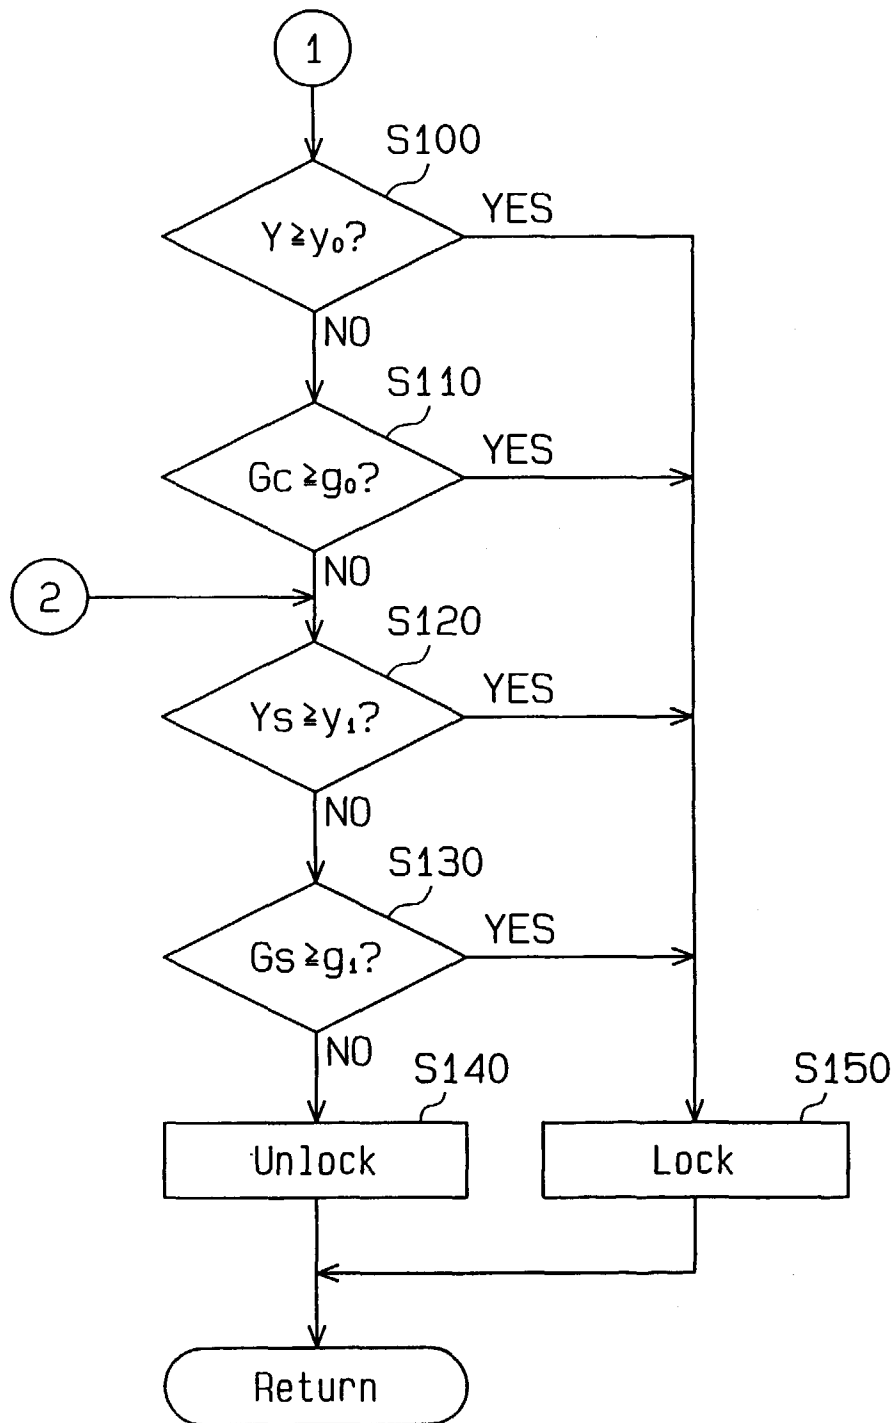 1
S100
Y≧y₀?
YES
NO
S110
Gc≧g₀?
YES
NO
2
S120
Ys≧y₁?
YES
NO
S130
Gs≧g₁?
YES
NO
S140
S150
Unlock
Lock
Return